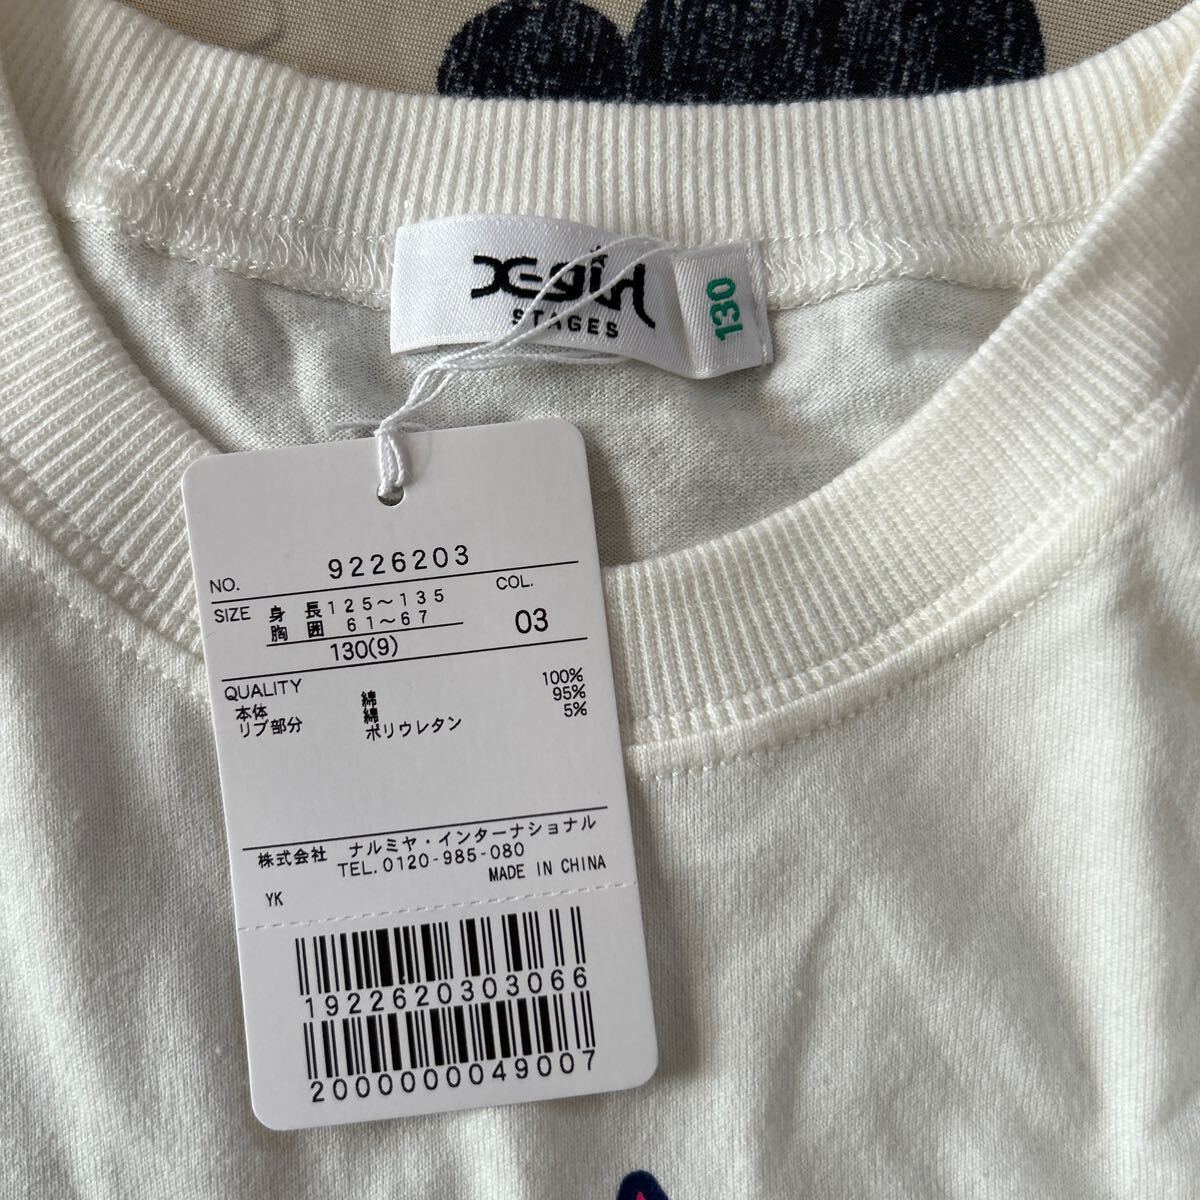 X-girl
STAGES
130
NO. 9226203
SIZE 身長 125~135 COL.
胸囲 61~67 03
130(9)
QUALITY
本体 綿 100%
リブ部分 綿 95%
ポリウレタン 5%
株式会社 ナルミヤ・インターナショナル
TEL. 0120-985-080
MADE IN CHINA
YK
1922620303066
2000000049007